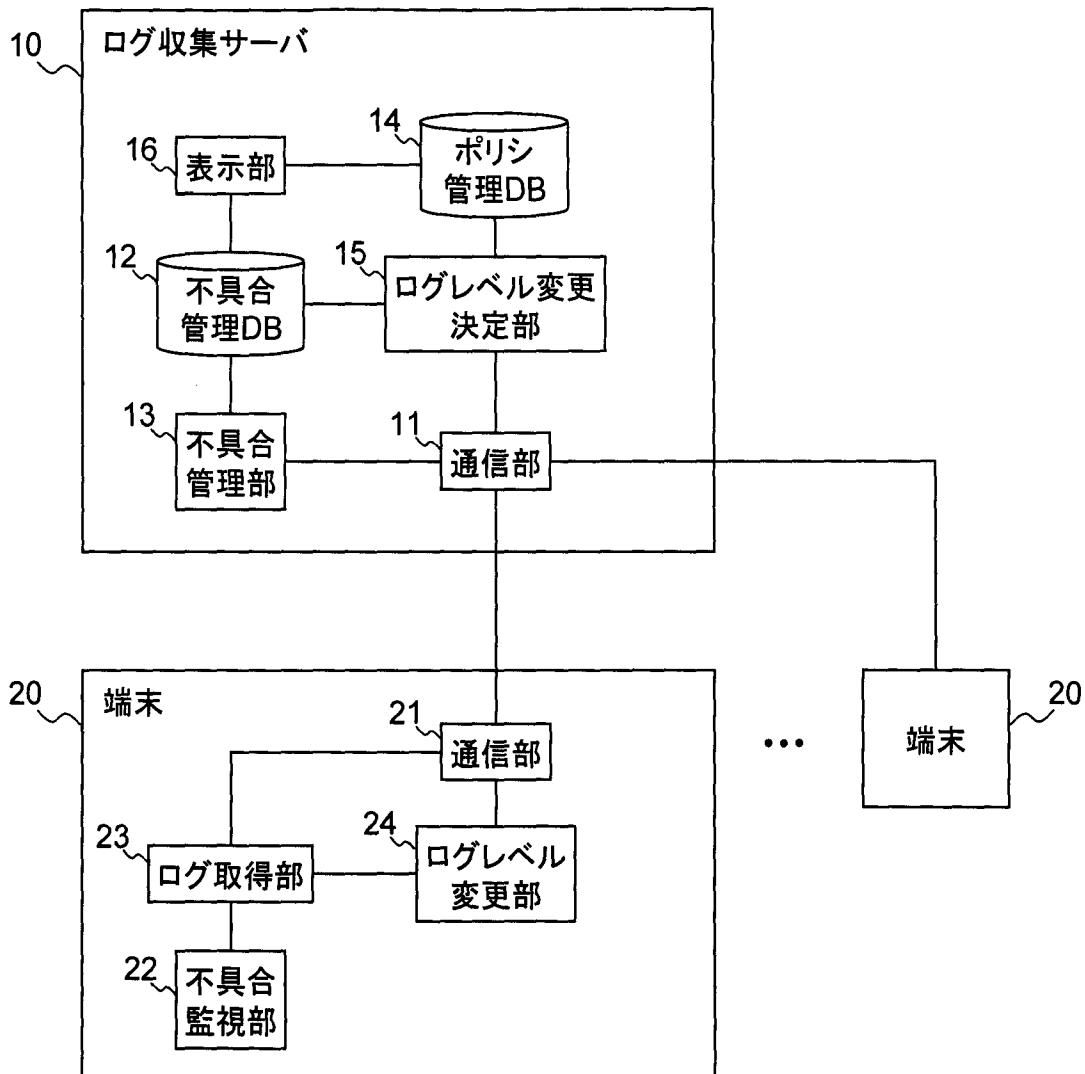 10
ログ収集サーバ
16
表示部
14
ポリシ
管理DB
12
不具合
管理DB
15
ログレベル変更
決定部
13
不具合
管理部
11
通信部
20
端末
21
通信部
23
ログ取得部
24
ログレベル
変更部
22
不具合
監視部
•••
端末
20